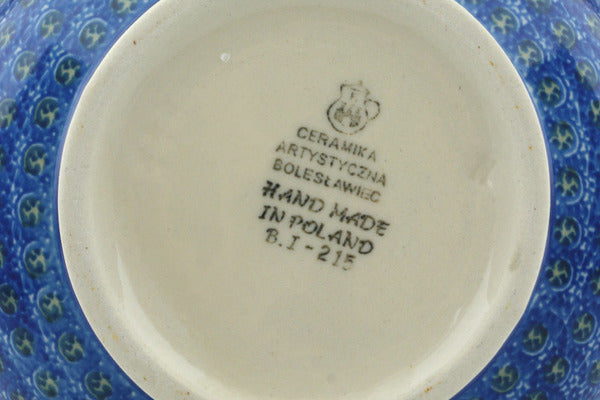 CERAMIKA
ARTYSTYCZNA
BOLESŁAWIEC
HAND MADE
IN POLAND
B.I-215